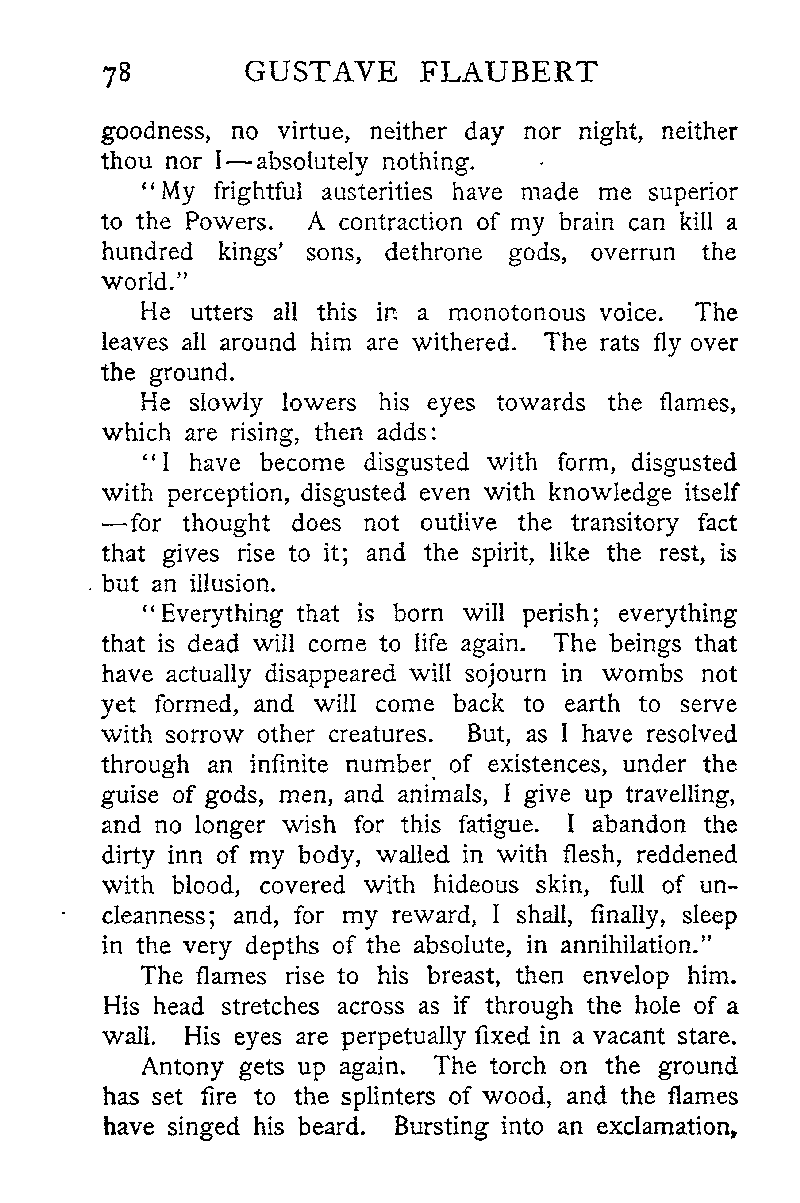 78 GUSTAVE FLAUBERT
goodness, no virtue, neither day nor night, neither
thou nor I—absolutely nothing.
“My frightful austerities have made me superior
to the Powers. A contraction of my brain can kill a
hundred kings’ sons, dethrone gods, overrun the
world.”
He utters all this in a monotonous voice. The
leaves all around him are withered. The rats fly over
the ground.
He slowly lowers his eyes towards the flames,
which are rising, then adds:
“I have become disgusted with form, disgusted
with perception, disgusted even with knowledge itself
—for thought does not outlive the transitory fact
that gives rise to it; and the spirit, like the rest, is
but an illusion.
“Everything that is born will perish; everything
that is dead will come to life again. The beings that
have actually disappeared will sojourn in wombs not
yet formed, and will come back to earth to serve
with sorrow other creatures. But, as I have resolved
through an infinite number of existences, under the
guise of gods, men, and animals, I give up travelling,
and no longer wish for this fatigue. I abandon the
dirty inn of my body, walled in with flesh, reddened
with blood, covered with hideous skin, full of un-
cleanness; and, for my reward, I shall, finally, sleep
in the very depths of the absolute, in annihilation.”
The flames rise to his breast, then envelop him.
His head stretches across as if through the hole of a
wall. His eyes are perpetually fixed in a vacant stare.
Antony gets up again. The torch on the ground
has set fire to the splinters of wood, and the flames
have singed his beard. Bursting into an exclamation,